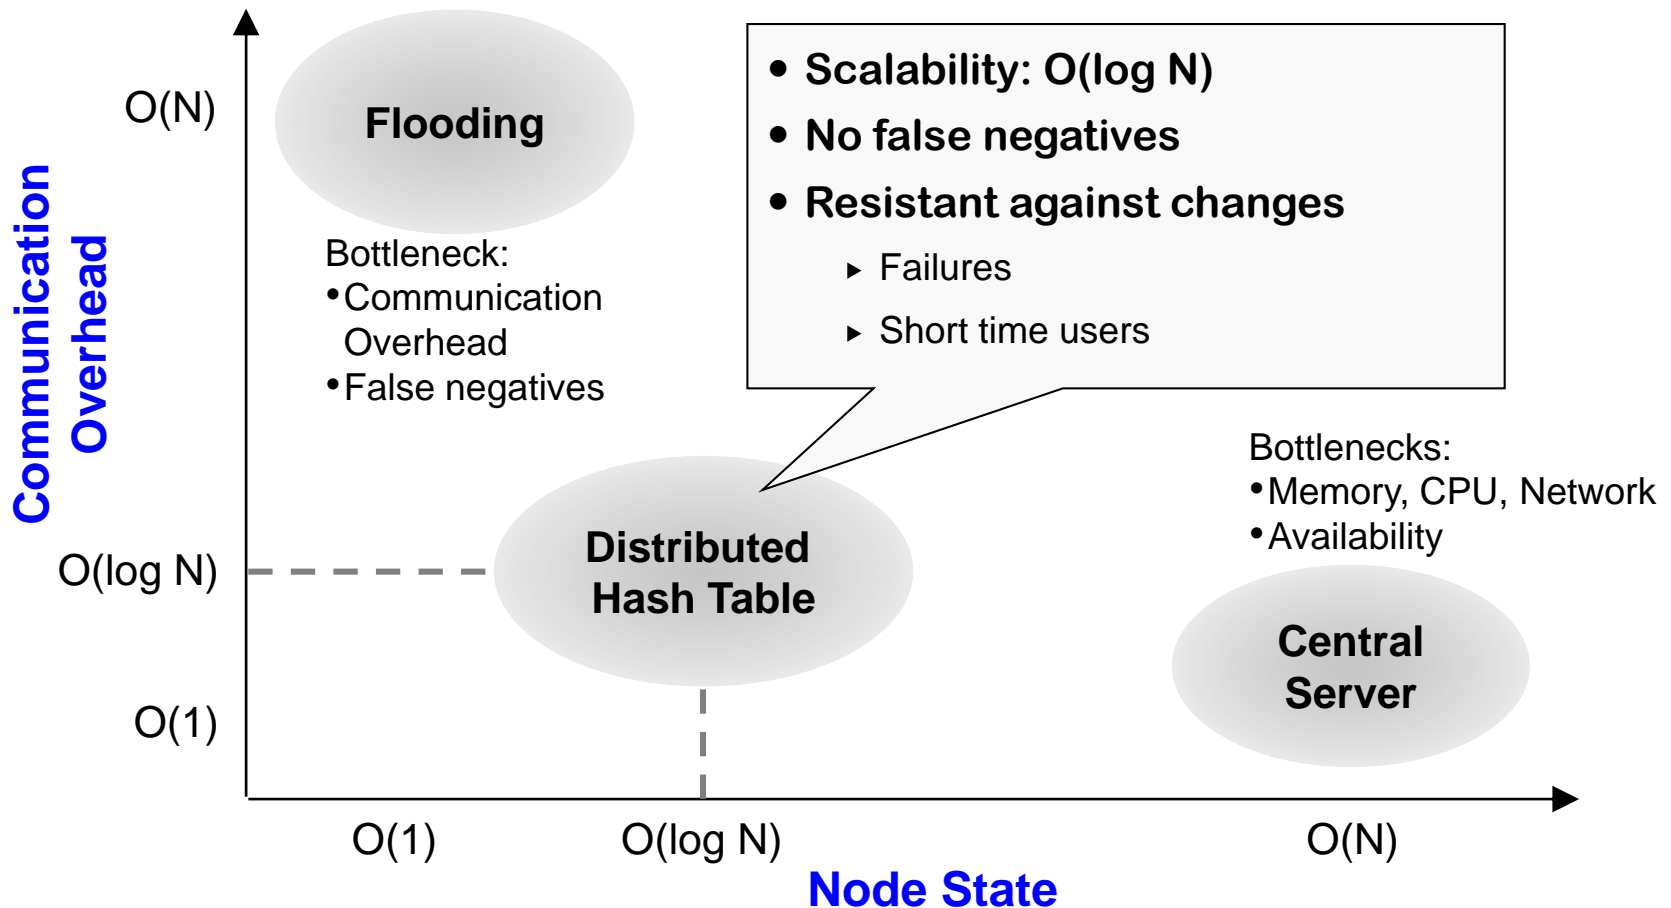 Communication
Overhead
O(N)
O(log N)
O(1)
Flooding
Bottleneck:
•Communication
Overhead
•False negatives
• Scalability: O(log N)
• No false negatives
• Resistant against changes
▸ Failures
▸ Short time users
Distributed
Hash Table
Bottlenecks:
•Memory, CPU, Network
•Availability
Central
Server
O(1)
O(log N)
O(N)
Node State